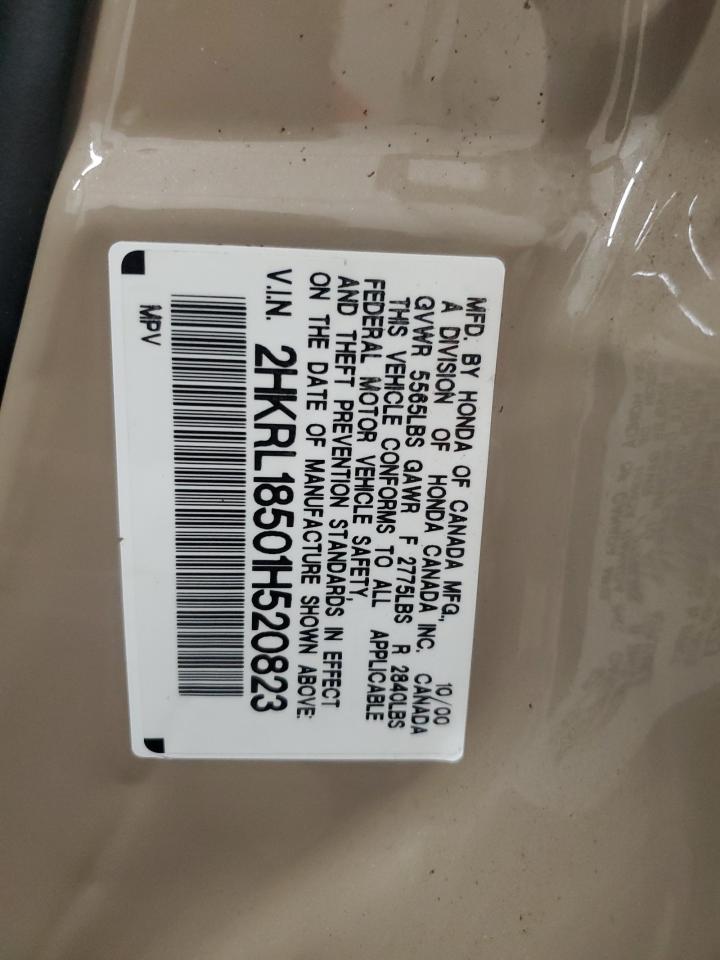 MFD. BY HONDA OF CANADA MFG., 10/00
A DIVISION OF HONDA CANADA INC. CANADA
GVWR 5565LBS GAWR F 2775LBS R 2840LBS
THIS VEHICLE CONFORMS TO ALL APPLICABLE
FEDERAL MOTOR VEHICLE SAFETY,
AND THEFT PREVENTION STANDARDS IN EFFECT
ON THE DATE OF MANUFACTURE SHOWN ABOVE.
V.I.N. 2HKRL18501H520823
MPV